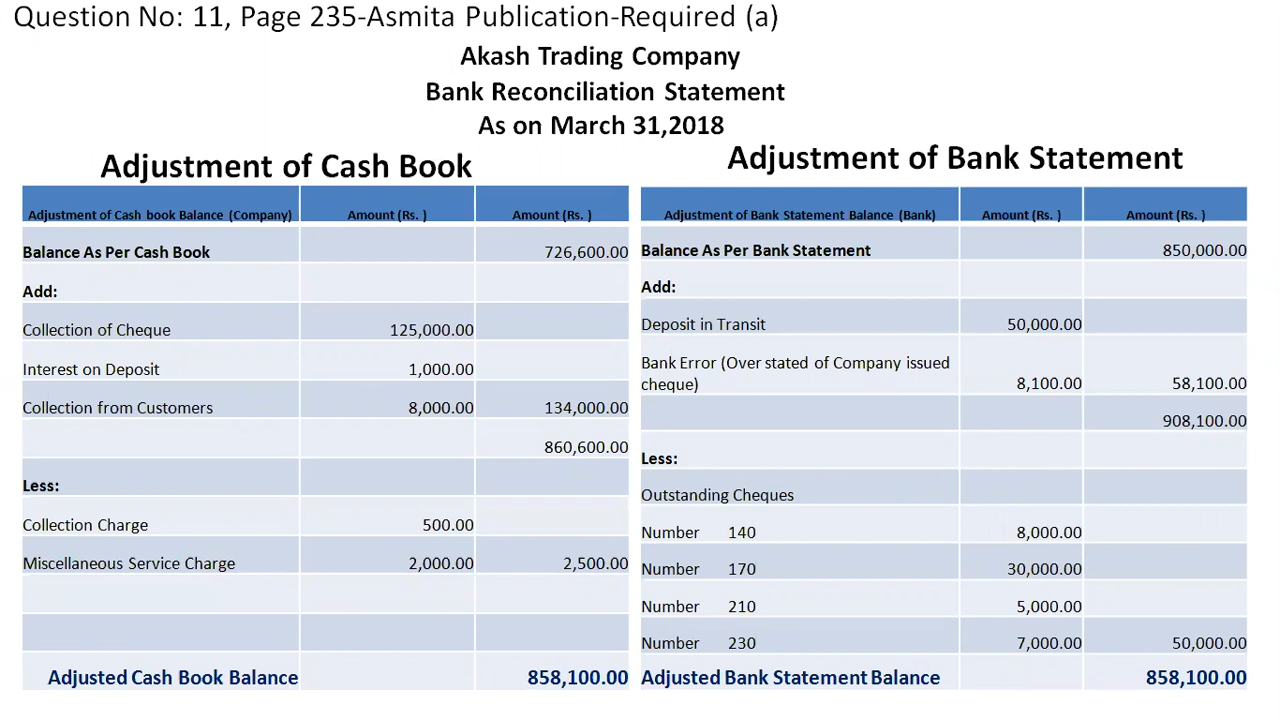 Question No: 11, Page 235-Asmita Publication-Required (a)
Akash Trading Company
Bank Reconciliation Statement
As on March 31,2018
Adjustment of Cash Book
Adjustment of Cash book Balance (Company) Amount (Rs. ) Amount (Rs. )
Balance As Per Cash Book 726,600.00
Add:
Collection of Cheque 125,000.00
Interest on Deposit 1,000.00
Collection from Customers 8,000.00 134,000.00
860,600.00
Less:
Collection Charge 500.00
Miscellaneous Service Charge 2,000.00 2,500.00
Adjusted Cash Book Balance 858,100.00
Adjustment of Bank Statement
Adjustment of Bank Statement Balance (Bank) Amount (Rs. ) Amount (Rs. )
Balance As Per Bank Statement 850,000.00
Add:
Deposit in Transit 50,000.00
Bank Error (Over stated of Company issued
cheque) 8,100.00 58,100.00
908,100.00
Less:
Outstanding Cheques
Number 140 8,000.00
Number 170 30,000.00
Number 210 5,000.00
Number 230 7,000.00 50,000.00
Adjusted Bank Statement Balance 858,100.00